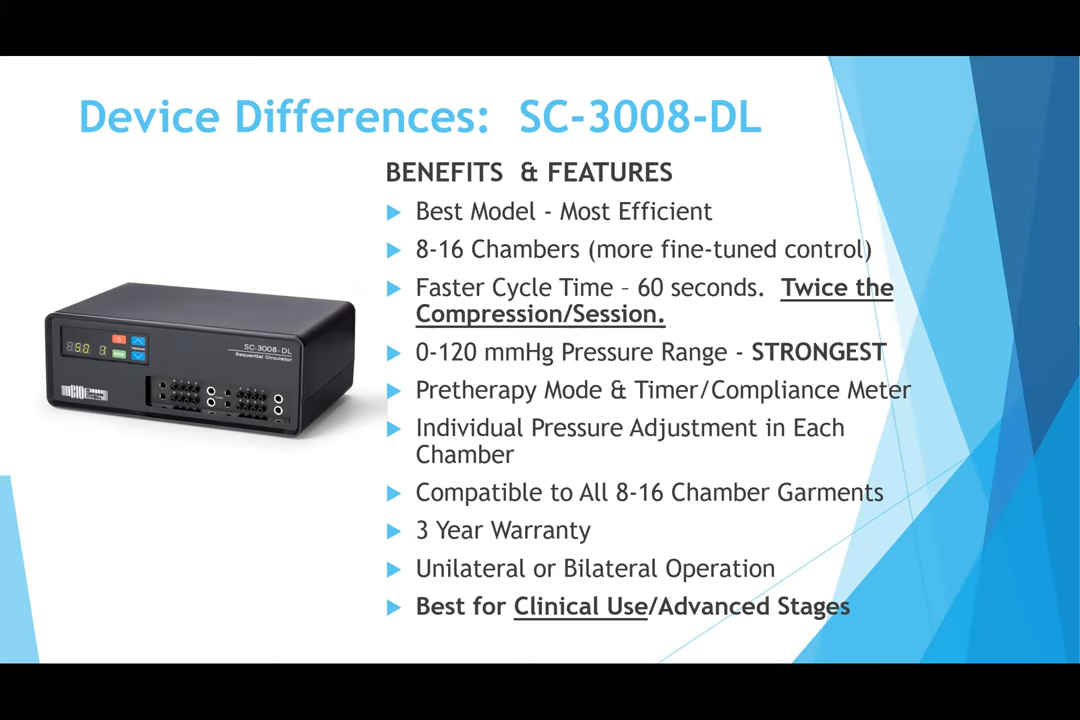 Device Differences: SC-3008-DL
BENEFITS & FEATURES
Best Model - Most Efficient
8-16 Chambers (more fine-tuned control)
Faster Cycle Time – 60 seconds. Twice the
Compression/Session.
0-120 mmHg Pressure Range - STRONGEST
Pretherapy Mode & Timer/Compliance Meter
Individual Pressure Adjustment in Each
Chamber
Compatible to All 8-16 Chamber Garments
3 Year Warranty
Unilateral or Bilateral Operation
Best for Clinical Use/Advanced Stages
SC-3008-DL
Sequential Circulator
50 1